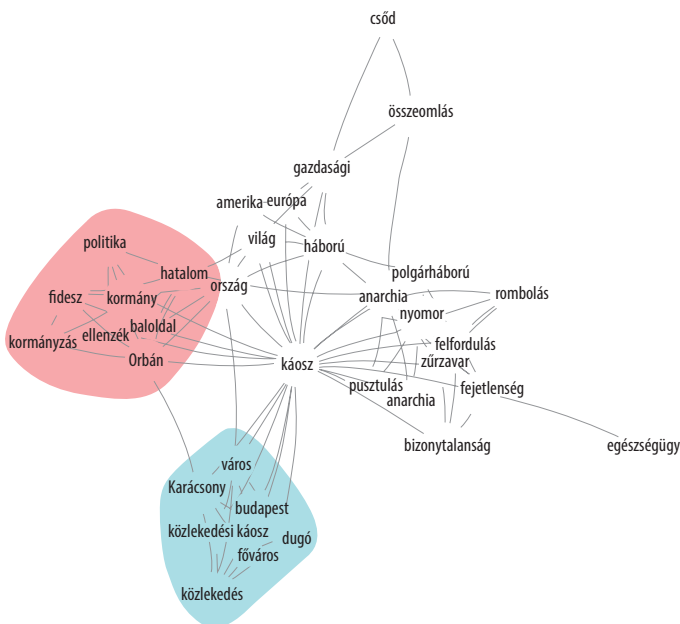 csőd
összeomlás
gazdasági
amerika európa
világ
háború
politika
hatalom
ország
polgárháború
anarchia
rombolás
nyomor
fidesz
kormány
baloldal
ellenzék
kormányzás
Orbán
káosz
felfordulás
zűrzavar
pusztulás
anarchia
fejetlenség
bizonytalanság
egészségügy
város
Karácsony
budapest
közlekedési káosz
dugó
főváros
közlekedés